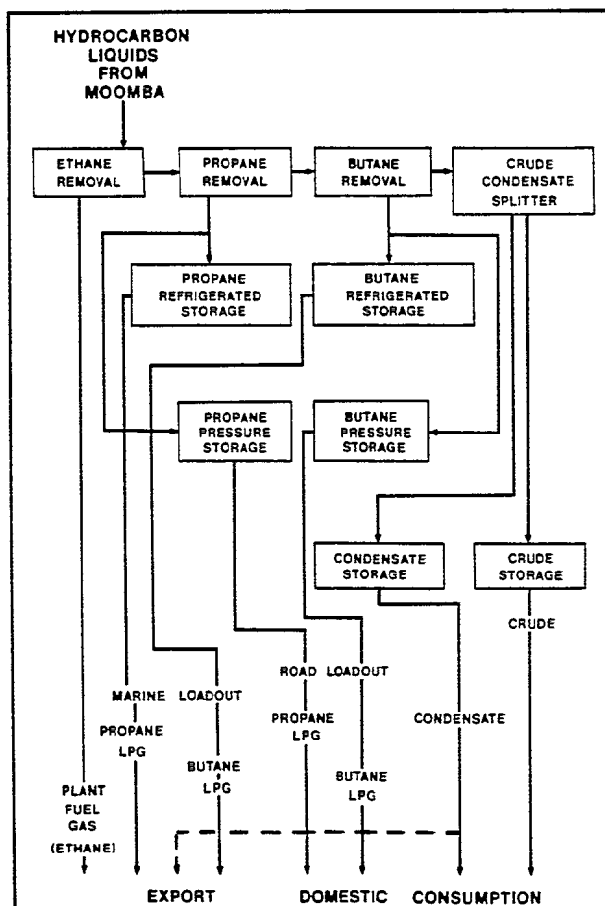 HYDROCARBON
LIQUIDS
FROM
MOOMBA
ETHANE
REMOVAL
PROPANE
REMOVAL
BUTANE
REMOVAL
CRUDE
CONDENSATE
SPLITTER
PROPANE
REFRIGERATED
STORAGE
BUTANE
REFRIGERATED
STORAGE
PROPANE
PRESSURE
STORAGE
BUTANE
PRESSURE
STORAGE
CONDENSATE
STORAGE
CRUDE
STORAGE
CRUDE
MARINE LOADOUT
ROAD LOADOUT
PROPANE
LPG
BUTANE
LPG
PROPANE
LPG
BUTANE
LPG
CONDENSATE
PLANT
FUEL
GAS
(ETHANE)
EXPORT
DOMESTIC CONSUMPTION